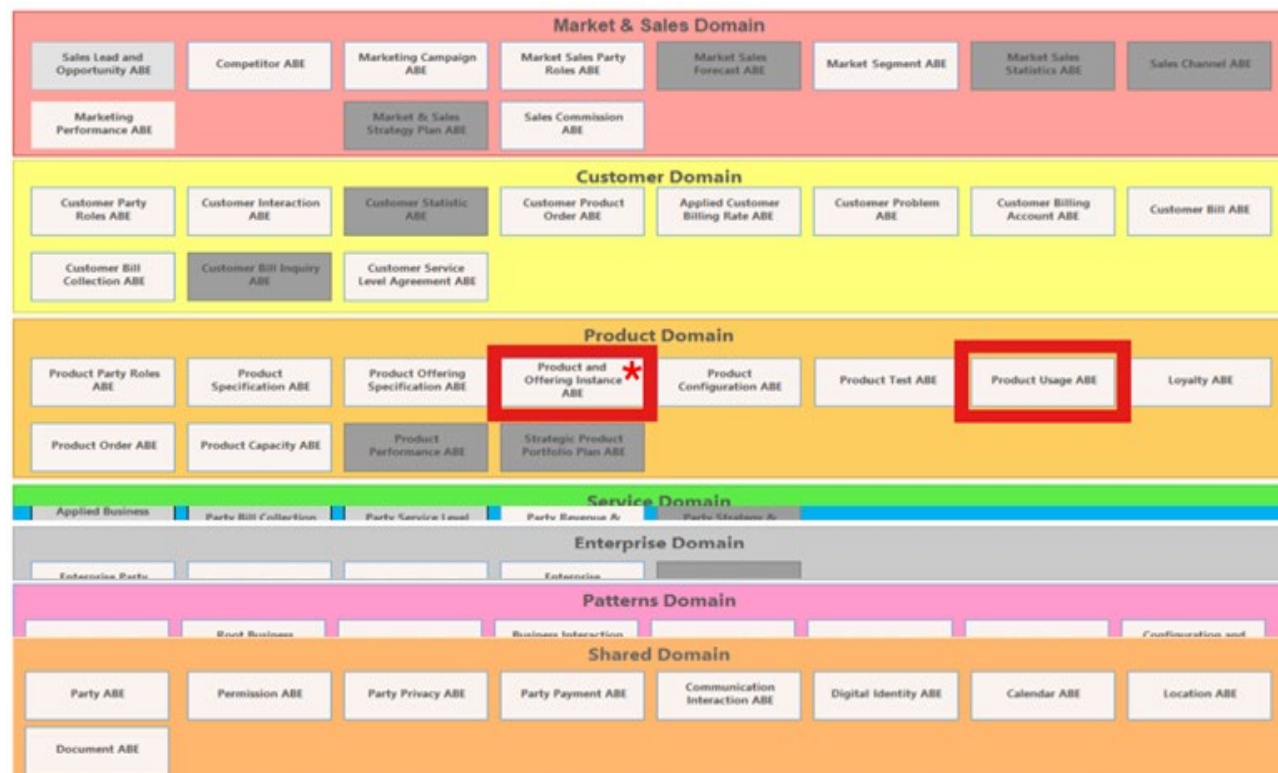 Market & Sales Domain
Sales Lead and
Opportunity ABE
Competitor ABE
Marketing Campaign
ABE
Market Sales Party
Roles ABE
Market Sales
Forecast ABE
Market Segment ABE
Market Sales
Statistics ABE
Sales Channel ABE
Marketing
Performance ABE
Market & Sales
Strategy Plan ABE
Sales Commission
ABE
Customer Domain
Customer Party
Roles ABE
Customer Interaction
ABE
Customer Statistic
ABE
Customer Product
Order ABE
Applied Customer
Billing Rate ABE
Customer Problem
ABE
Customer Billing
Account ABE
Customer Bill ABE
Customer Bill
Collection ABE
Customer Bill Inquiry
ABE
Customer Service
Level Agreement ABE
Product Domain
Product Party Roles
ABE
Product
Specification ABE
Product Offering
Specification ABE
Product and
Offering Instance *
ABE
Product
Configuration ABE
Product Test ABE
Product Usage ABE
Loyalty ABE
Product Order ABE
Product Capacity ABE
Product
Performance ABE
Strategic Product
Portfolio Plan ABE
Service Domain
Applied Business
Party Bill Collection
Party Service Level
Party Revenue &
Party Strategy &
Enterprise Domain
Enterprise Party
Enterprise
Patterns Domain
Root Business
Business Interaction
Configuration and
Shared Domain
Party ABE
Permission ABE
Party Privacy ABE
Party Payment ABE
Communication
Interaction ABE
Digital Identity ABE
Calendar ABE
Location ABE
Document ABE